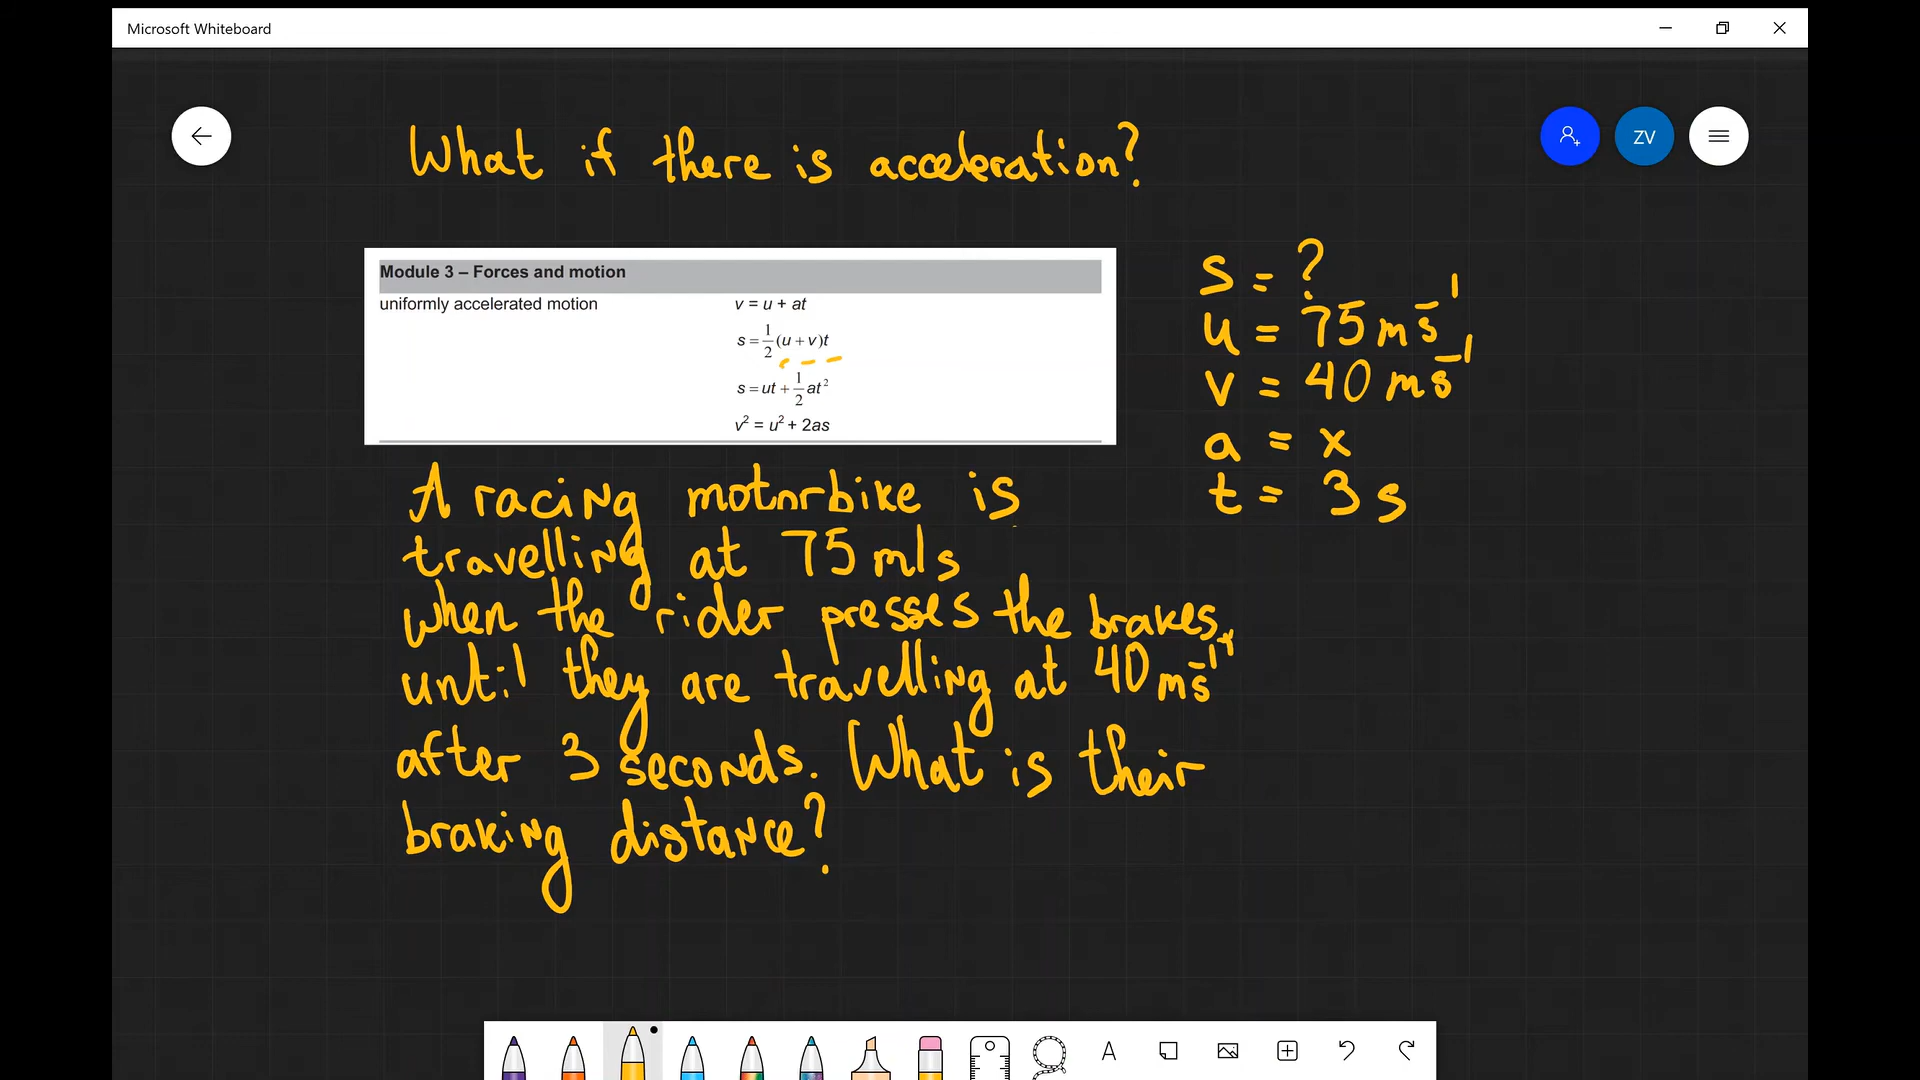 Microsoft Whiteboard
What if there is acceleration?
ZV
Module 3 – Forces and motion
uniformly accelerated motion
v = u + at
s = 1/2 (u + v)t
s = ut + 1/2 at²
v² = u² + 2as
s = ?
u = 75 ms⁻¹
v = 40 ms⁻¹
a = x
t = 3 s
A racing motorbike is
travelling at 75 m/s
when the rider presses the brakes
until they are travelling at 40 ms⁻¹
after 3 seconds. What is their
braking distance?
A